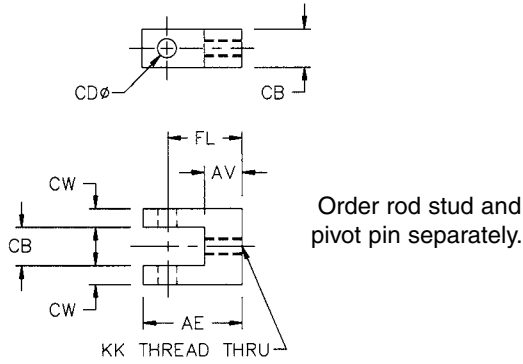 CDø
CB
FL
AV
CW
CB
CW
AE
KK THREAD THRU
Order rod stud and
pivot pin separately.